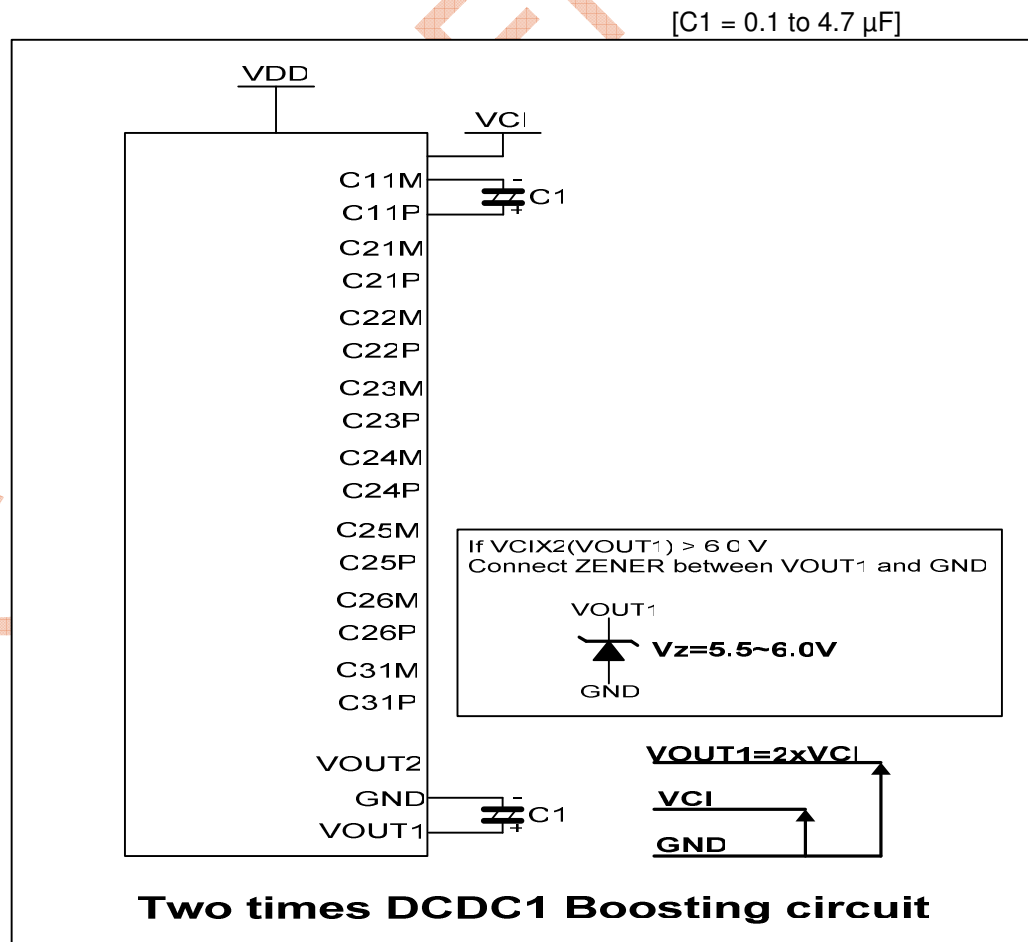 [C1 = 0.1 to 4.7 µF]
VDD
VCI
C11M
-
C1
C11P
+
C21M
C21P
C22M
C22P
C23M
C23P
C24M
C24P
C25M
C25P
C26M
C26P
C31M
C31P
If VCIX2(VOUT1) > 6.0 V
Connect ZENER between VOUT1 and GND
VOUT1
Vz=5.5~6.0V
GND
VOUT2
GND
-
C1
VOUT1
+
VOUT1=2xVCI
VCI
GND
Two times DCDC1 Boosting circuit